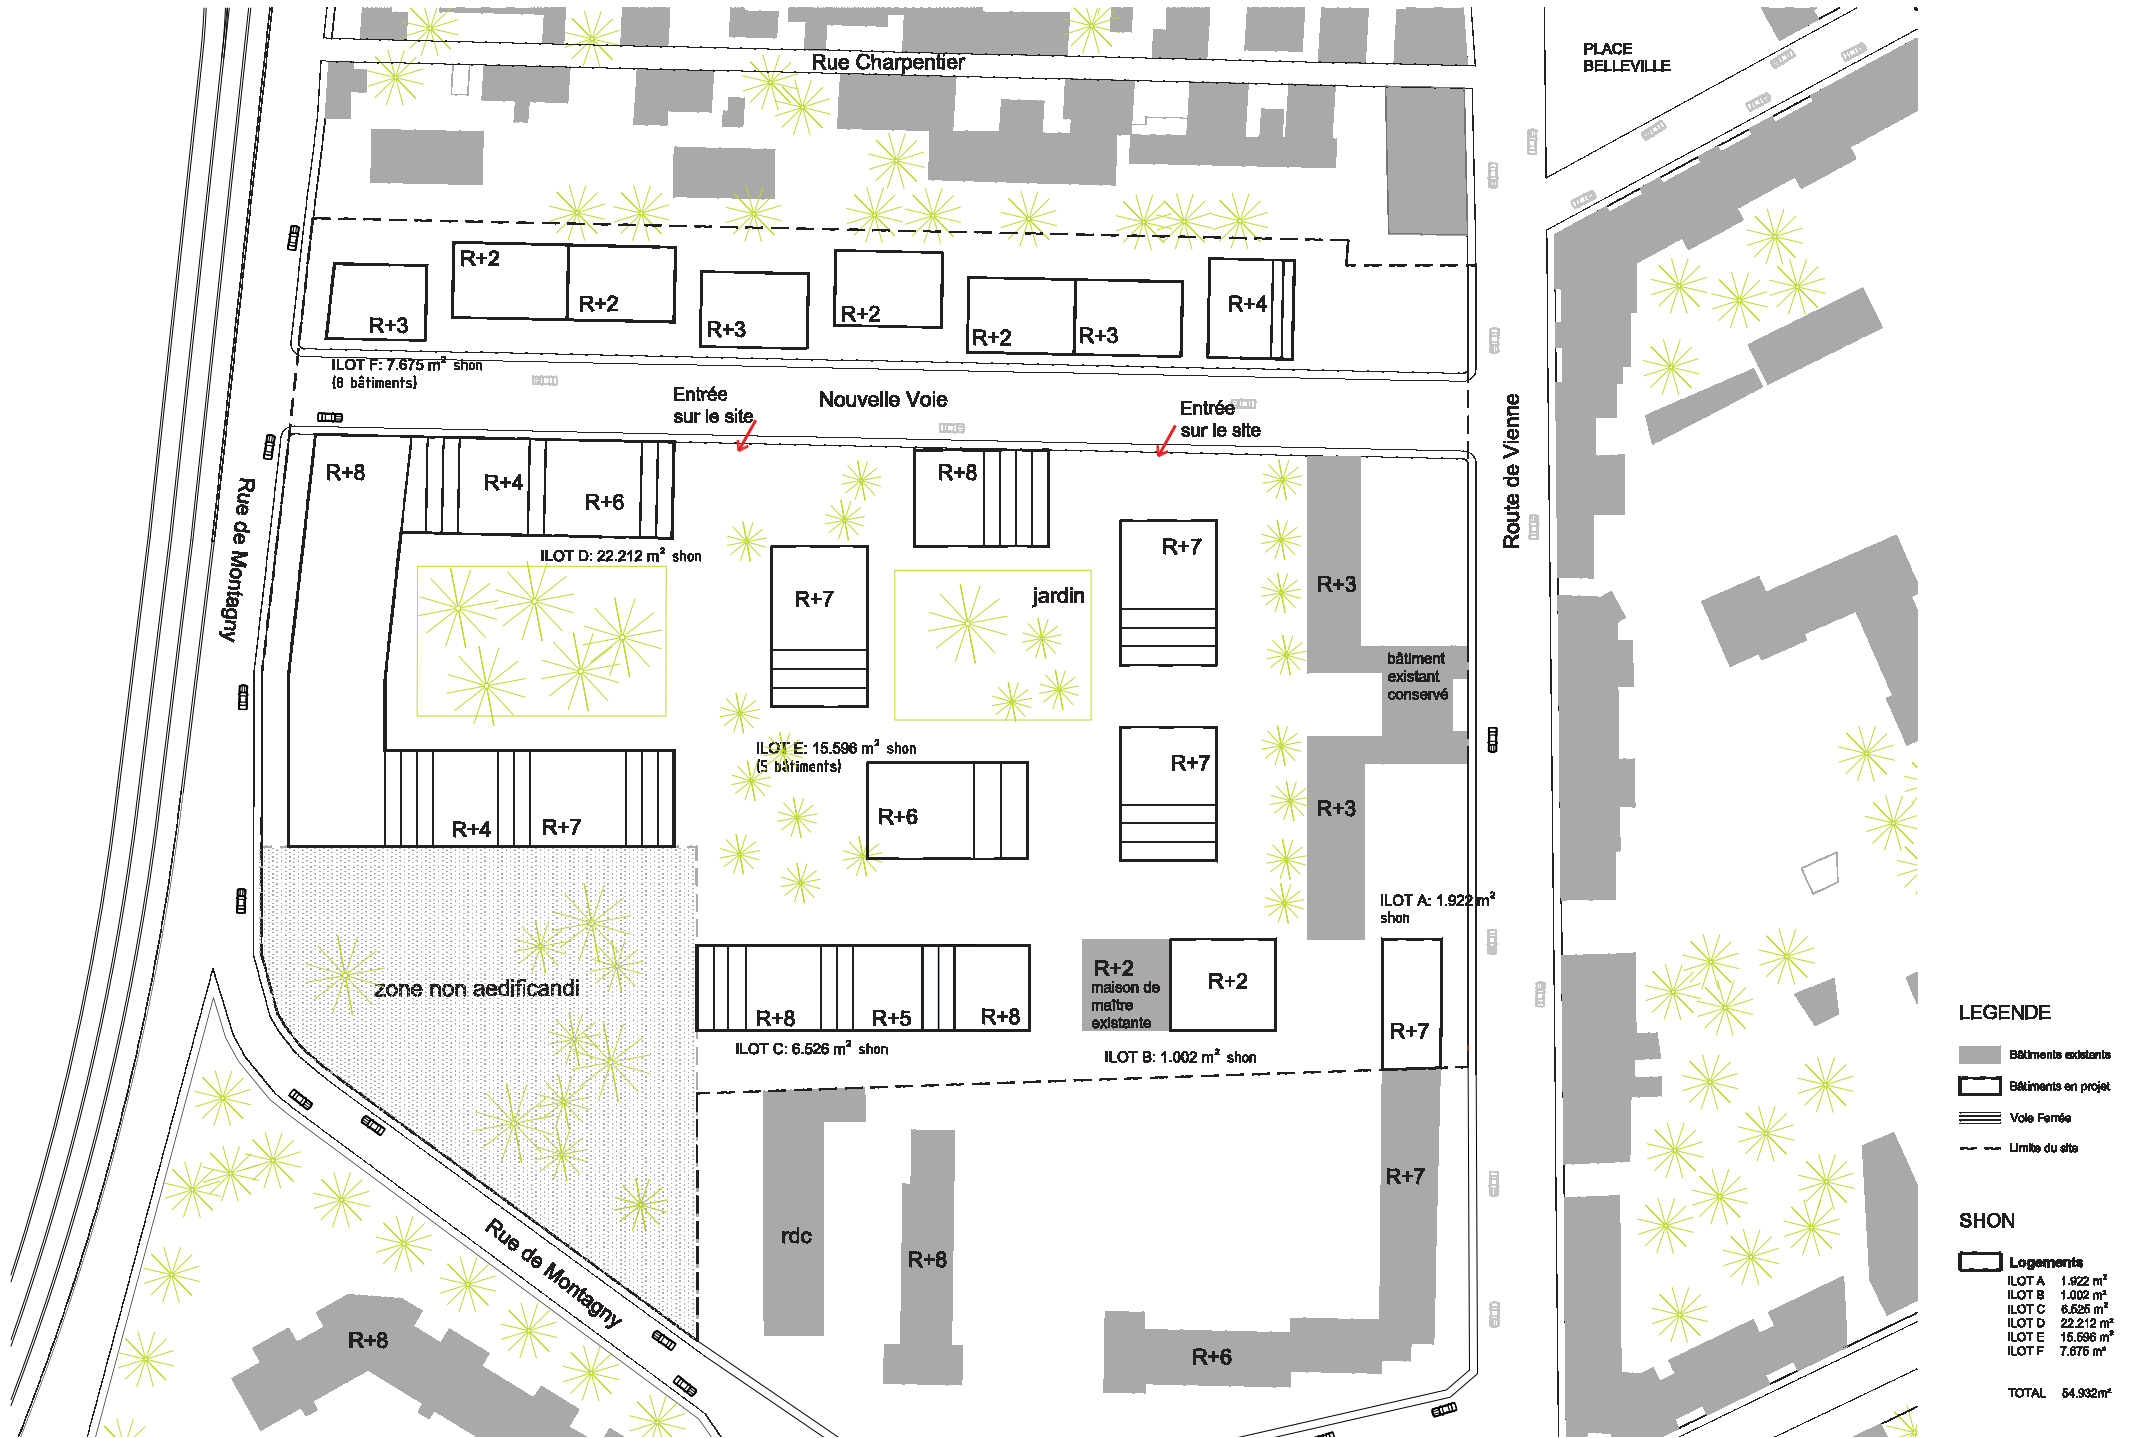 PLACE
BELLEVILLE
Rue Charpentier
R+2
R+2
R+3
R+3
R+2
R+2
R+3
R+4
ILOT F: 7.675 m² shon
(8 bâtiments)
Entrée
sur le site
Nouvelle Voie
Entrée
sur le site
Route de Vienne
Rue de Montagny
R+8
R+4
R+6
ILOT D: 22.212 m² shon
R+8
R+7
R+7
jardin
R+3
bâtiment
existant
conservé
ILOT E: 15.596 m² shon
(5 bâtiments)
R+7
R+6
R+3
R+4
R+7
ILOT A: 1.922 m²
shon
zone non aedificandi
R+8
R+5
R+8
ILOT C: 6.526 m² shon
R+2
maison de
maître
existante
R+2
ILOT B: 1.002 m² shon
R+7
R+7
rdc
R+8
R+6
Rue de Montagny
R+8
LEGENDE
Bâtiments existants
Bâtiments en projet
Voie Ferrée
Limite du site
SHON
Logements
ILOT A 1.922 m²
ILOT B 1.002 m²
ILOT C 6.526 m²
ILOT D 22.212 m²
ILOT E 15.596 m²
ILOT F 7.675 m²
TOTAL 54.932m²